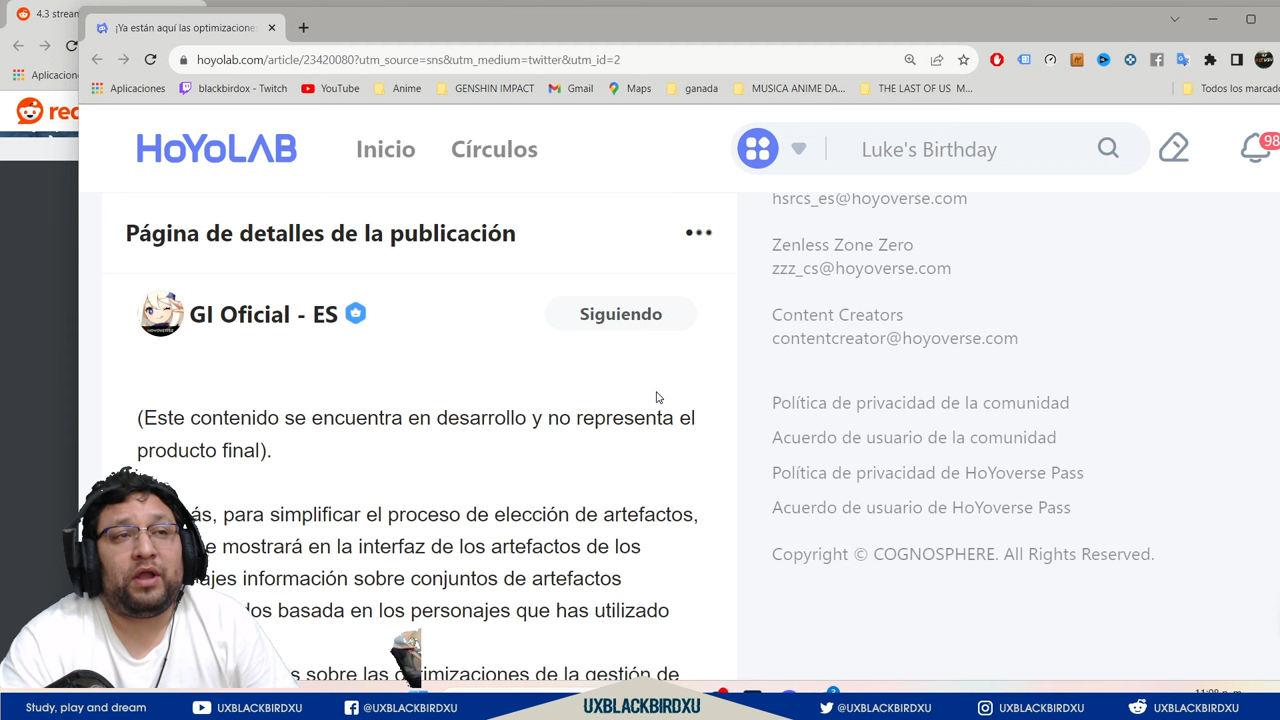 4.3 stream
¡Ya están aquí las optimizaciones
hoyolab.com/article/23420080?utm_source=sns&utm_medium=twitter&utm_id=2
Aplicaciones
blackbirdox - Twitch
YouTube
Anime
GENSHIN IMPACT
Gmail
Maps
ganada
MUSICA ANIME DA...
THE LAST OF US M...
Todos los marcado
HoYoLAB
Inicio
Círculos
Luke's Birthday
98
Página de detalles de la publicación
GI Oficial - ES
HOYOVERSE
Siguiendo
(Este contenido se encuentra en desarrollo y no representa el
producto final).
ás, para simplificar el proceso de elección de artefactos,
e mostrará en la interfaz de los artefactos de los
ajes información sobre conjuntos de artefactos
dos basada en los personajes que has utilizado
s sobre las optimizaciones de la gestión de
hsrcs_es@hoyoverse.com
Zenless Zone Zero
zzz_cs@hoyoverse.com
Content Creators
contentcreator@hoyoverse.com
Política de privacidad de la comunidad
Acuerdo de usuario de la comunidad
Política de privacidad de HoYoverse Pass
Acuerdo de usuario de HoYoverse Pass
Copyright © COGNOSPHERE. All Rights Reserved.
Study, play and dream
UXBLACKBIRDXU
@UXBLACKBIRDXU
UXBLACKBIRDXU
@UXBLACKBIRDXU
UXBLACKBIRDXU
UXBLACKBIRDXU